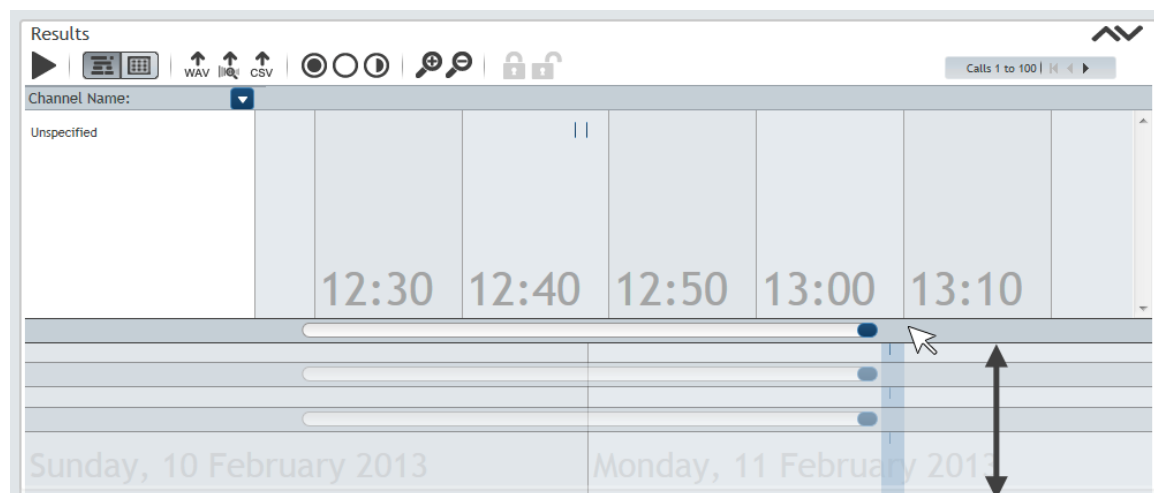 Results
WAV CSV
Calls 1 to 100
Channel Name:
Unspecified
12:30 12:40 12:50 13:00 13:10
Sunday, 10 February 2013 Monday, 11 February 2013